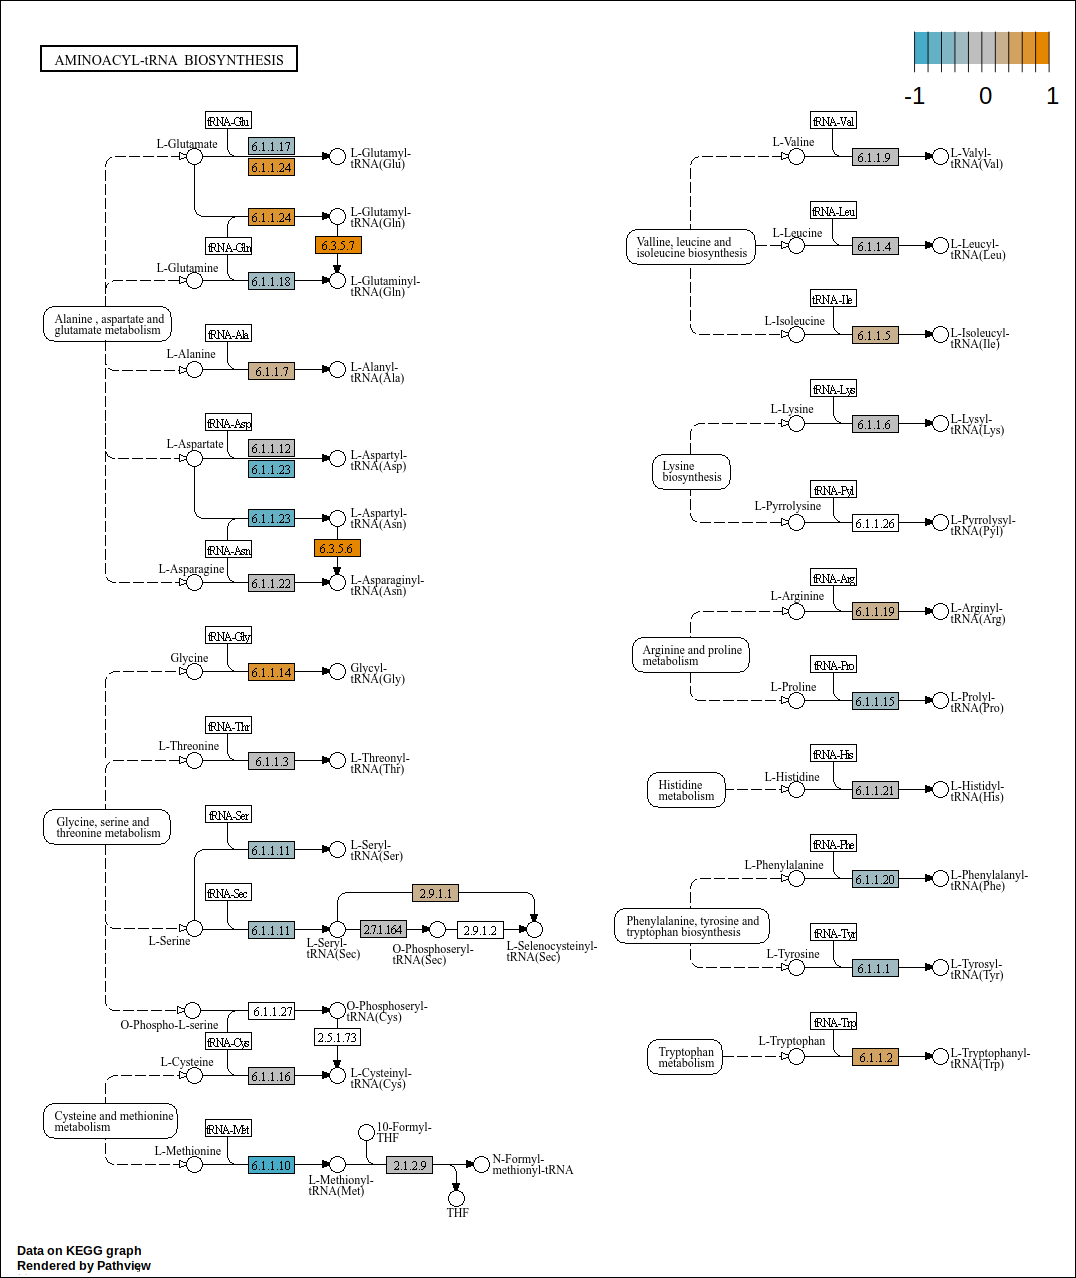 AMINOACYL-tRNA BIOSYNTHESIS
-1 0 1
tRNA-Glu
L-Glutamate
6.1.1.17
6.1.1.24
L-Glutamyl-
tRNA(Glu)
6.1.1.24
L-Glutamyl-
tRNA(Gln)
tRNA-Gln
6.3.5.7
L-Glutamine
6.1.1.18
L-Glutaminyl-
tRNA(Gln)
Alanine , aspartate and
glutamate metabolism
tRNA-Ala
L-Alanine
6.1.1.7
L-Alanyl-
tRNA(Ala)
tRNA-Asp
L-Aspartate
6.1.1.12
6.1.1.23
L-Aspartyl-
tRNA(Asp)
6.1.1.23
L-Aspartyl-
tRNA(Asn)
tRNA-Asn
6.3.5.6
L-Asparagine
6.1.1.22
L-Asparaginyl-
tRNA(Asn)
tRNA-Gly
Glycine
6.1.1.14
Glycyl-
tRNA(Gly)
tRNA-Thr
L-Threonine
6.1.1.3
L-Threonyl-
tRNA(Thr)
Glycine, serine and
threonine metabolism
tRNA-Ser
6.1.1.11
L-Seryl-
tRNA(Ser)
tRNA-Sec
L-Serine
6.1.1.11
L-Seryl-
tRNA(Sec)
2.9.1.1
2.7.1.164
O-Phosphoseryl-
tRNA(Sec)
2.9.1.2
L-Selenocysteinyl-
tRNA(Sec)
O-Phospho-L-serine
6.1.1.27
O-Phosphoseryl-
tRNA(Cys)
tRNA-Cys
2.5.1.73
L-Cysteine
6.1.1.16
L-Cysteinyl-
tRNA(Cys)
Cysteine and methionine
metabolism
tRNA-Met
L-Methionine
6.1.1.10
L-Methionyl-
tRNA(Met)
10-Formyl-
THF
2.1.2.9
N-Formyl-
methionyl-tRNA
THF
tRNA-Val
L-Valine
6.1.1.9
L-Valyl-
tRNA(Val)
tRNA-Leu
Valline, leucine and
isoleucine biosynthesis
L-Leucine
6.1.1.4
L-Leucyl-
tRNA(Leu)
tRNA-Ile
L-Isoleucine
6.1.1.5
L-Isoleucyl-
tRNA(Ile)
tRNA-Lys
L-Lysine
6.1.1.6
L-Lysyl-
tRNA(Lys)
Lysine
biosynthesis
tRNA-Pyl
L-Pyrrolysine
6.1.1.26
L-Pyrrolysyl-
tRNA(Pyl)
tRNA-Arg
L-Arginine
6.1.1.19
L-Arginyl-
tRNA(Arg)
Arginine and proline
metabolism
tRNA-Pro
L-Proline
6.1.1.15
L-Prolyl-
tRNA(Pro)
tRNA-His
Histidine
metabolism
L-Histidine
6.1.1.21
L-Histidyl-
tRNA(His)
tRNA-Phe
L-Phenylalanine
6.1.1.20
L-Phenylalanyl-
tRNA(Phe)
Phenylalanine, tyrosine and
tryptophan biosynthesis
tRNA-Tyr
L-Tyrosine
6.1.1.1
L-Tyrosyl-
tRNA(Tyr)
tRNA-Trp
Tryptophan
metabolism
L-Tryptophan
6.1.1.2
L-Tryptophanyl-
tRNA(Trp)
Data on KEGG graph
Rendered by Pathview